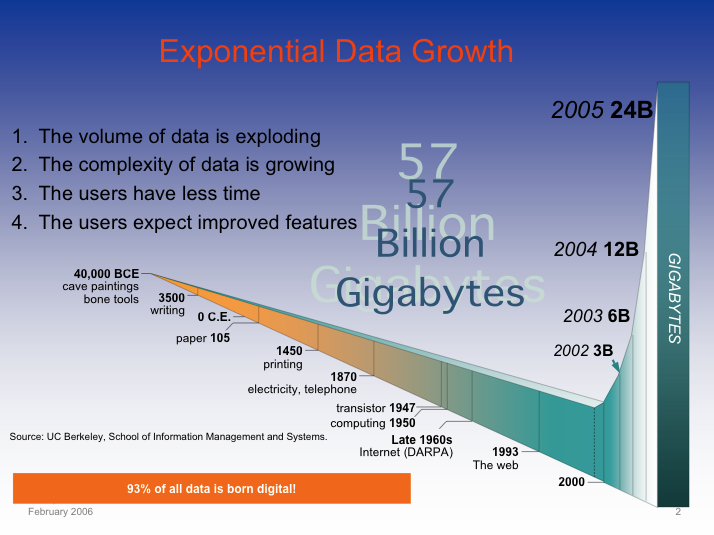 Exponential Data Growth
2005 24B
1. The volume of data is exploding
2. The complexity of data is growing
3. The users have less time
4. The users expect improved features
57
Billion
Gigabytes
57
Billion
Gigabytes
2004 12B
GIGABYTES
2003 6B
2002 3B
40,000 BCE
cave paintings
bone tools
3500
writing
0 C.E.
paper 105
1450
printing
1870
electricity, telephone
transistor 1947
computing 1950
Late 1960s
Internet (DARPA)
1993
The web
2000
Source: UC Berkeley, School of Information Management and Systems.
93% of all data is born digital!
February 2006
2